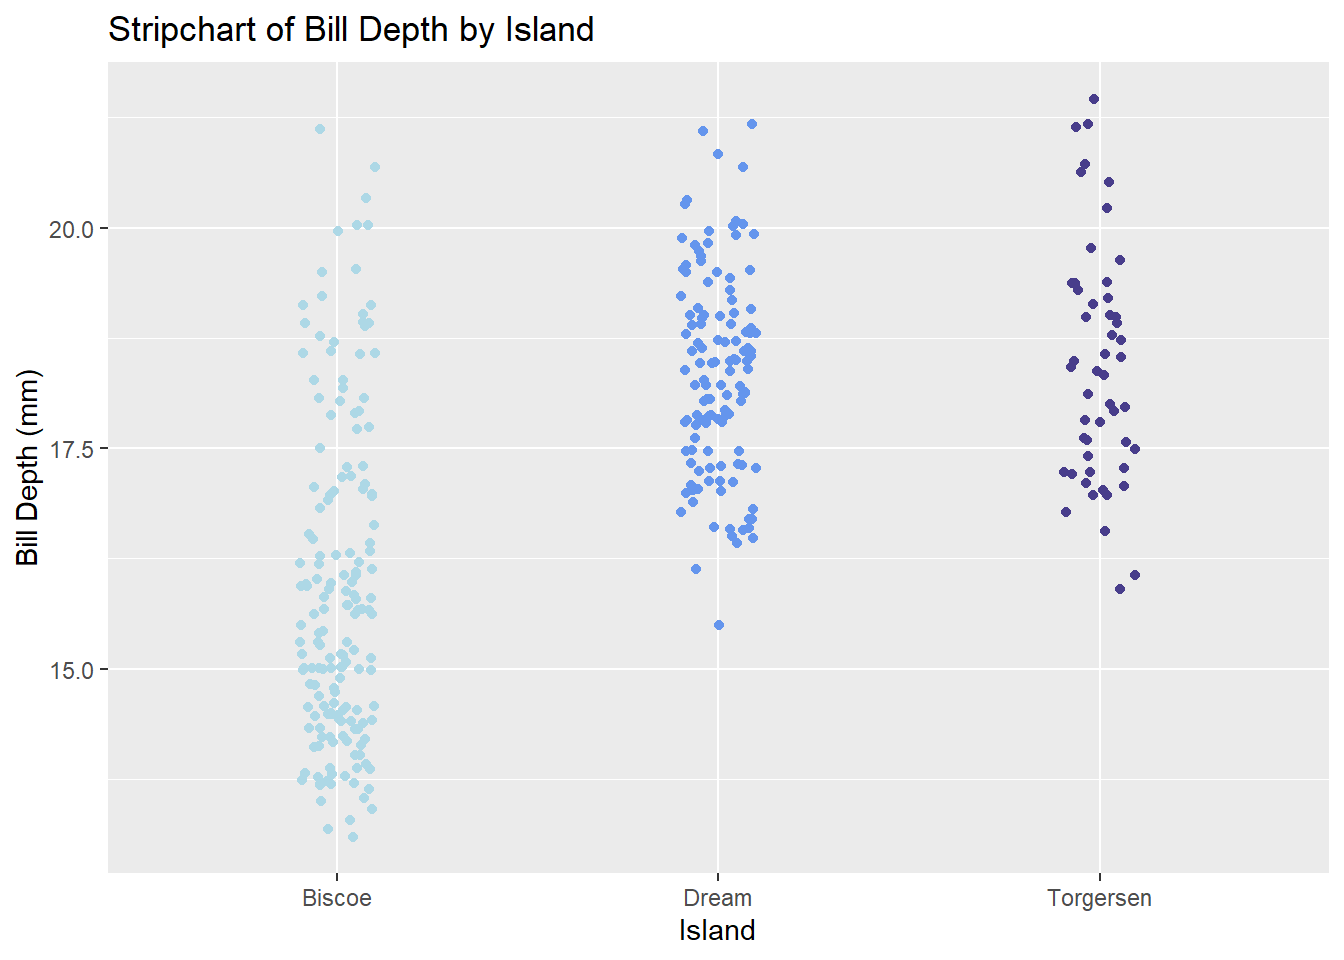 Stripchart of Bill Depth by Island
Bill Depth (mm)
20.0
17.5
15.0
Biscoe
Dream
Torgersen
Island